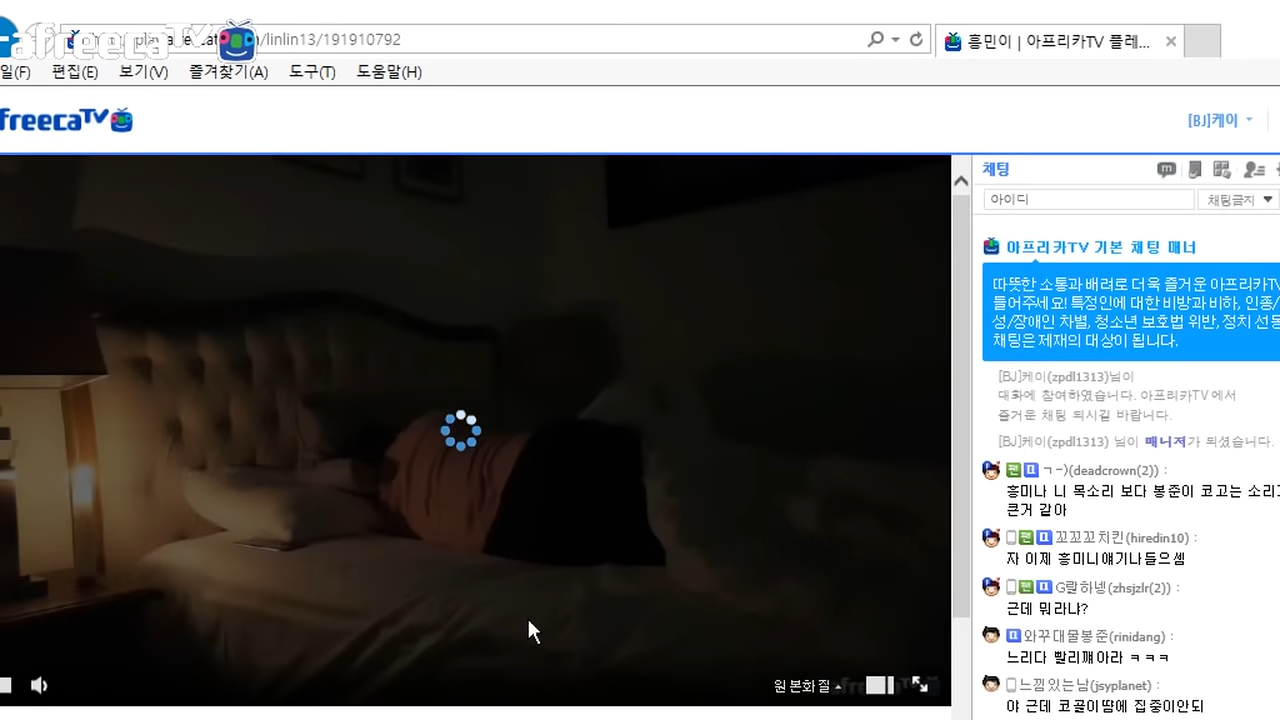 afreecaTV
/linlin13/191910792
흥민이 | 아프리카TV 플레...
일(F) 편집(E) 보기(V) 즐겨찾기(A) 도구(T) 도움말(H)
freecaTV
[BJ]케이
채팅
아이디
채팅금지
아프리카TV 기본 채팅 매너
따뜻한 소통과 배려로 더욱 즐거운 아프리카TV
들어주세요! 특정인에 대한 비방과 비하, 인종/
성/장애인 차별, 청소년 보호법 위반, 정치 선동
채팅은 제재의 대상이 됩니다.
[BJ]케이(zpdl1313)님이
대화에 참여하였습니다. 아프리카TV 에서
즐거운 채팅 되시길 바랍니다.
[BJ]케이(zpdl1313) 님이 매니저가 되셨습니다.
팬 ㄱ-)(deadcrown(2)) :
흥미나 니 목소리 보다 봉준이 코고는 소리가
큰거 같아
팬 꼬꼬꼬치킨(hiredin10) :
자 이제 흥미니얘기나들으셈
팬 G랄하넹(zhsjzlr(2)) :
근데 뭐라냐?
와꾸대물봉준(rinidang) :
느리다 빨리깨아라 ㅋㅋㅋ
느낌있는남(jsyplanet) :
야 근데 코골이땀에 집중이안되
원본화질